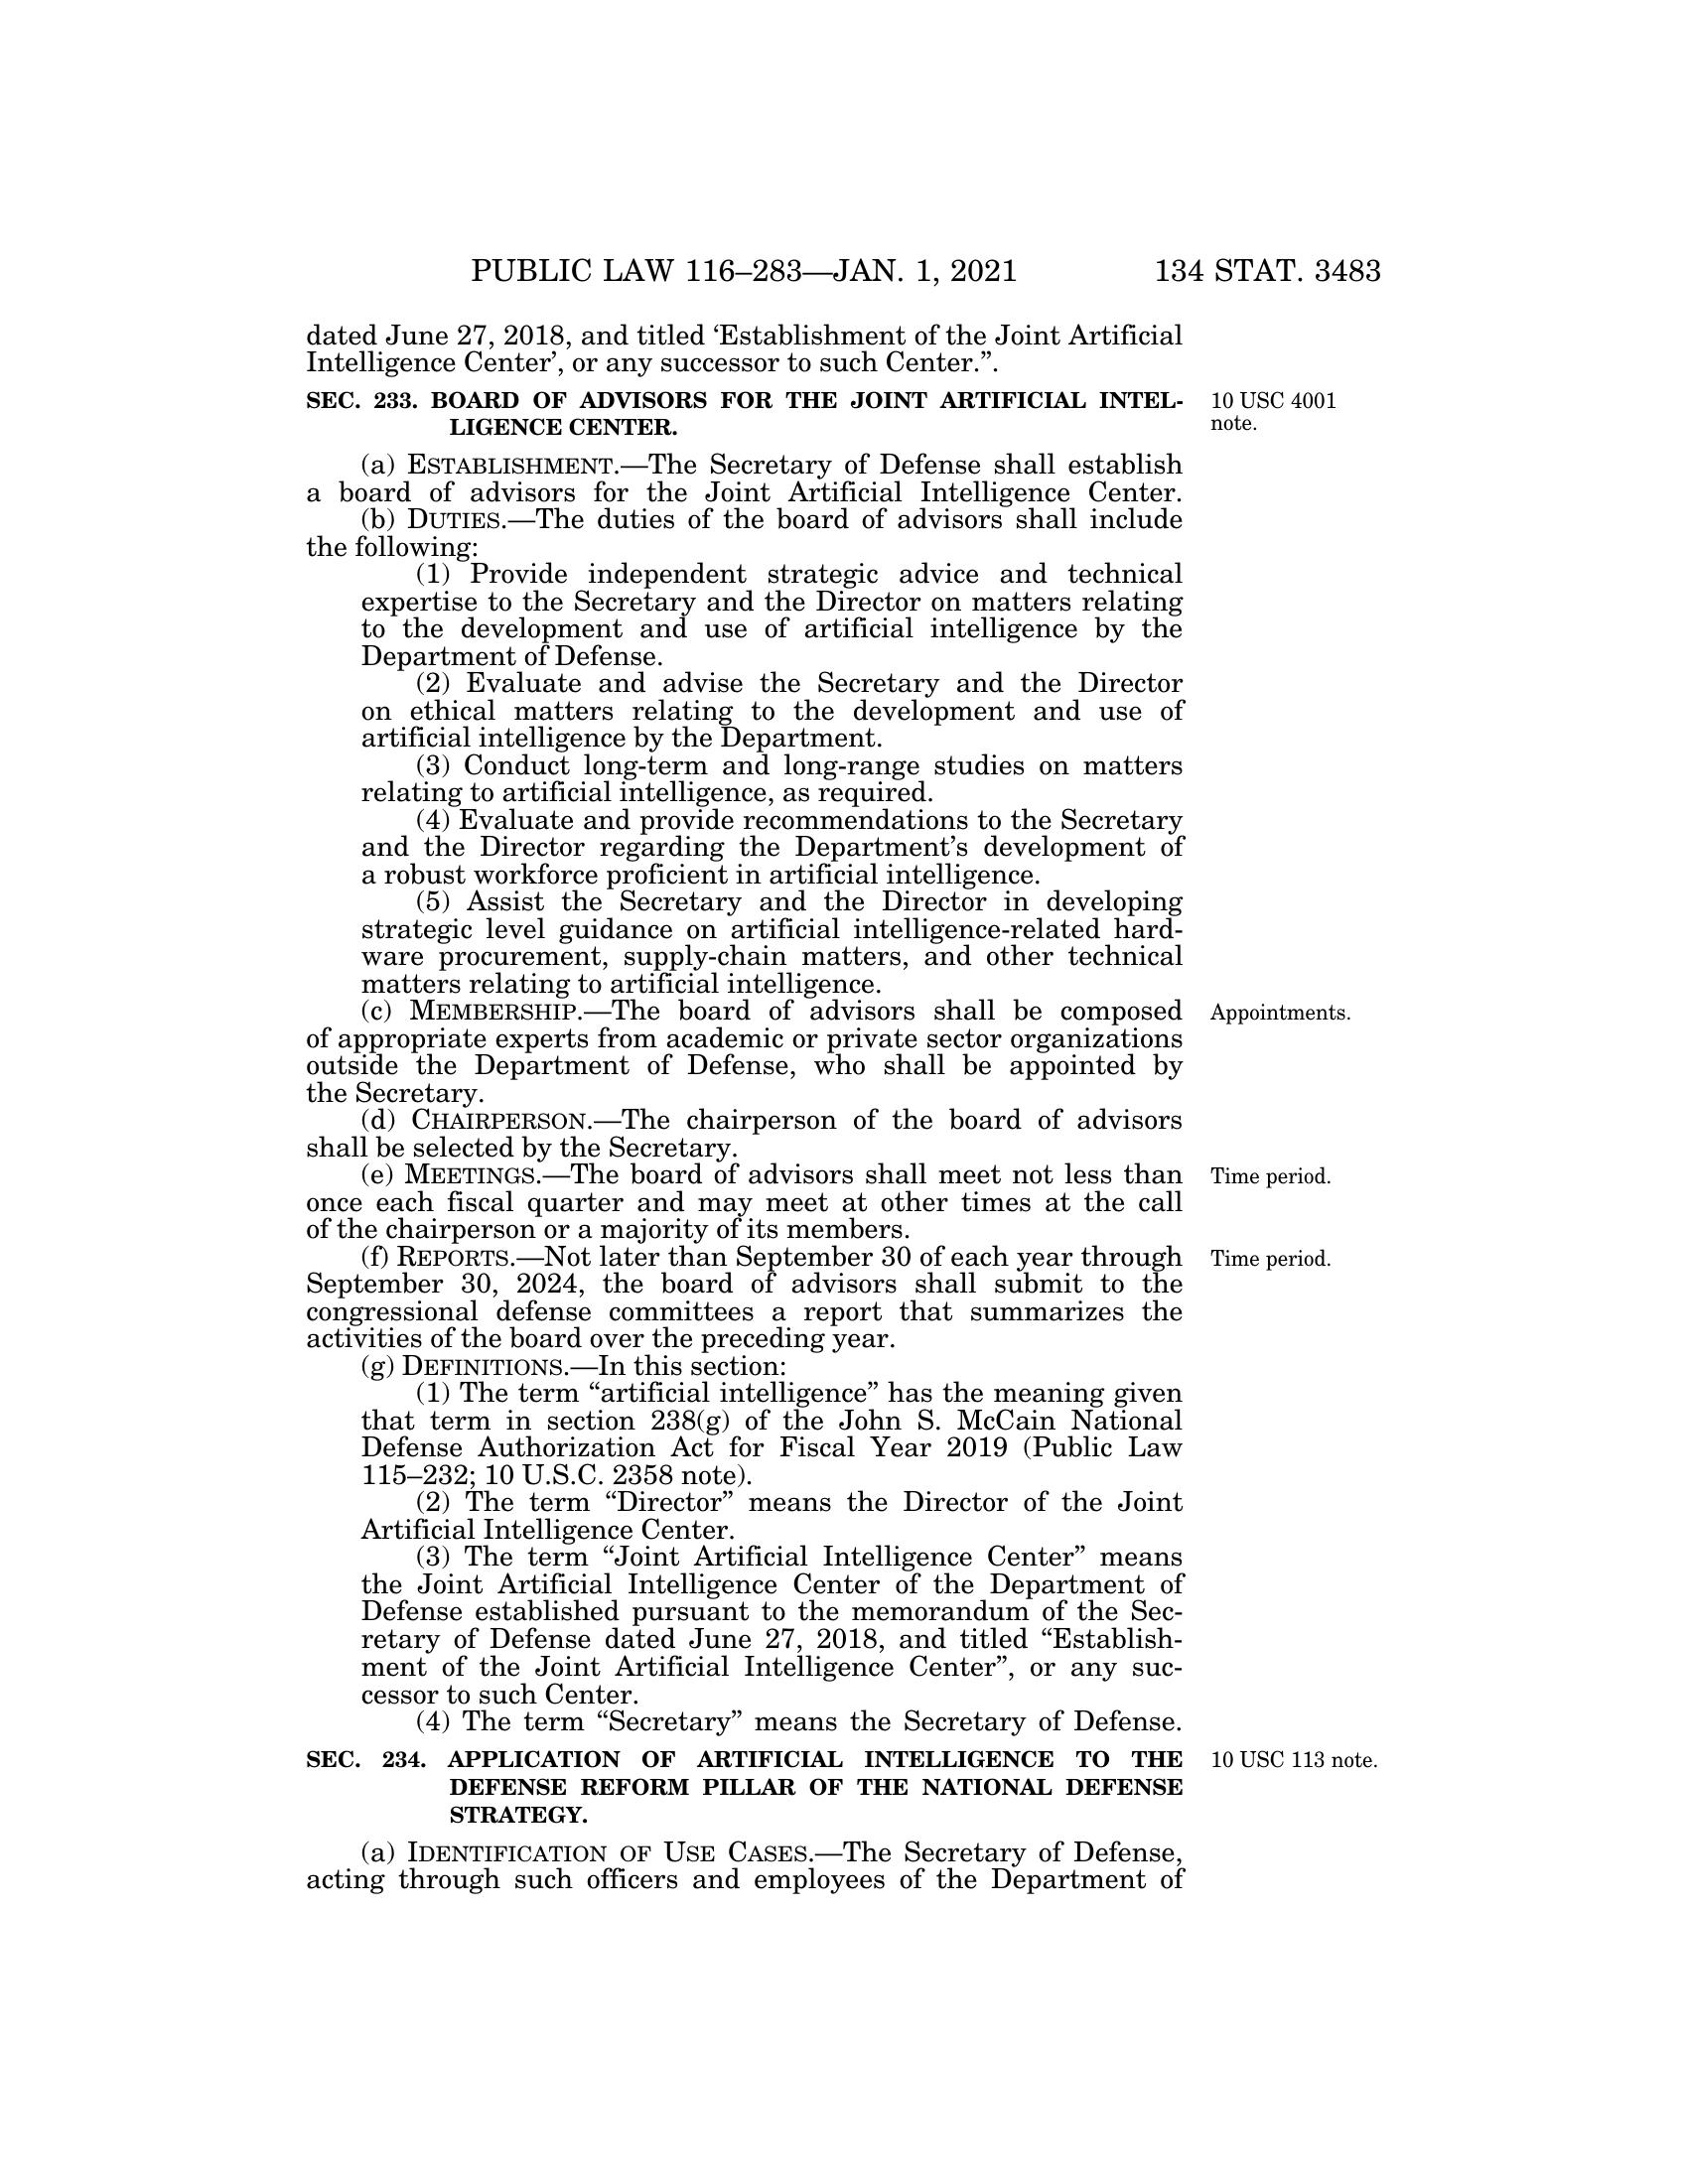 PUBLIC LAW 116–283—JAN. 1, 2021 134 STAT. 3483
dated June 27, 2018, and titled ‘Establishment of the Joint Artificial
Intelligence Center’, or any successor to such Center.”.
SEC. 233. BOARD OF ADVISORS FOR THE JOINT ARTIFICIAL INTEL-
LIGENCE CENTER.
10 USC 4001
note.
(a) ESTABLISHMENT.—The Secretary of Defense shall establish
a board of advisors for the Joint Artificial Intelligence Center.
(b) DUTIES.—The duties of the board of advisors shall include
the following:
(1) Provide independent strategic advice and technical
expertise to the Secretary and the Director on matters relating
to the development and use of artificial intelligence by the
Department of Defense.
(2) Evaluate and advise the Secretary and the Director
on ethical matters relating to the development and use of
artificial intelligence by the Department.
(3) Conduct long-term and long-range studies on matters
relating to artificial intelligence, as required.
(4) Evaluate and provide recommendations to the Secretary
and the Director regarding the Department’s development of
a robust workforce proficient in artificial intelligence.
(5) Assist the Secretary and the Director in developing
strategic level guidance on artificial intelligence-related hard-
ware procurement, supply-chain matters, and other technical
matters relating to artificial intelligence.
(c) MEMBERSHIP.—The board of advisors shall be composed
of appropriate experts from academic or private sector organizations
outside the Department of Defense, who shall be appointed by
the Secretary.
Appointments.
(d) CHAIRPERSON.—The chairperson of the board of advisors
shall be selected by the Secretary.
(e) MEETINGS.—The board of advisors shall meet not less than
once each fiscal quarter and may meet at other times at the call
of the chairperson or a majority of its members.
Time period.
(f) REPORTS.—Not later than September 30 of each year through
September 30, 2024, the board of advisors shall submit to the
congressional defense committees a report that summarizes the
activities of the board over the preceding year.
Time period.
(g) DEFINITIONS.—In this section:
(1) The term “artificial intelligence” has the meaning given
that term in section 238(g) of the John S. McCain National
Defense Authorization Act for Fiscal Year 2019 (Public Law
115–232; 10 U.S.C. 2358 note).
(2) The term “Director” means the Director of the Joint
Artificial Intelligence Center.
(3) The term “Joint Artificial Intelligence Center” means
the Joint Artificial Intelligence Center of the Department of
Defense established pursuant to the memorandum of the Sec-
retary of Defense dated June 27, 2018, and titled “Establish-
ment of the Joint Artificial Intelligence Center”, or any suc-
cessor to such Center.
(4) The term “Secretary” means the Secretary of Defense.
SEC. 234. APPLICATION OF ARTIFICIAL INTELLIGENCE TO THE
DEFENSE REFORM PILLAR OF THE NATIONAL DEFENSE
STRATEGY.
10 USC 113 note.
(a) IDENTIFICATION OF USE CASES.—The Secretary of Defense,
acting through such officers and employees of the Department of